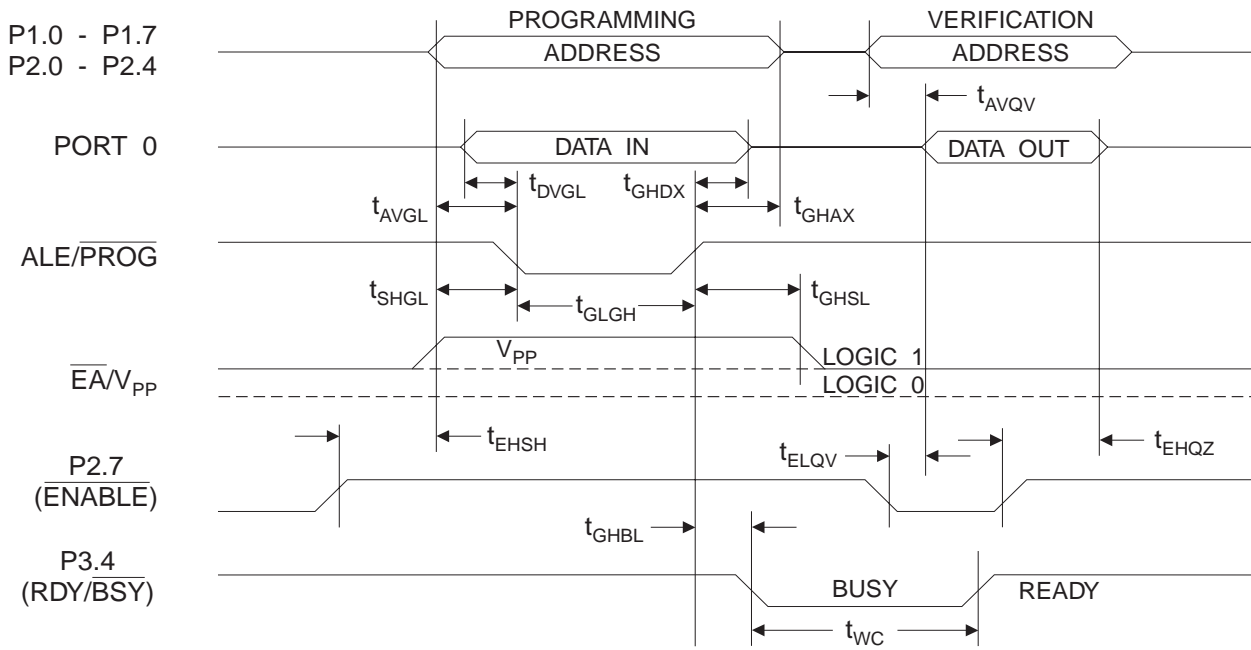 PROGRAMMING VERIFICATION
P1.0 - P1.7
P2.0 - P2.4
ADDRESS ADDRESS
tAVQV
PORT 0 DATA IN DATA OUT
tDVGL tGHDX
tAVGL tGHAX
ALE/PROG
tSHGL tGLGH tGHSL
VPP LOGIC 1
EA/VPP LOGIC 0
tEHSH tELQV tEHQZ
P2.7
(ENABLE)
tGHBL
P3.4
(RDY/BSY) BUSY READY
tWC